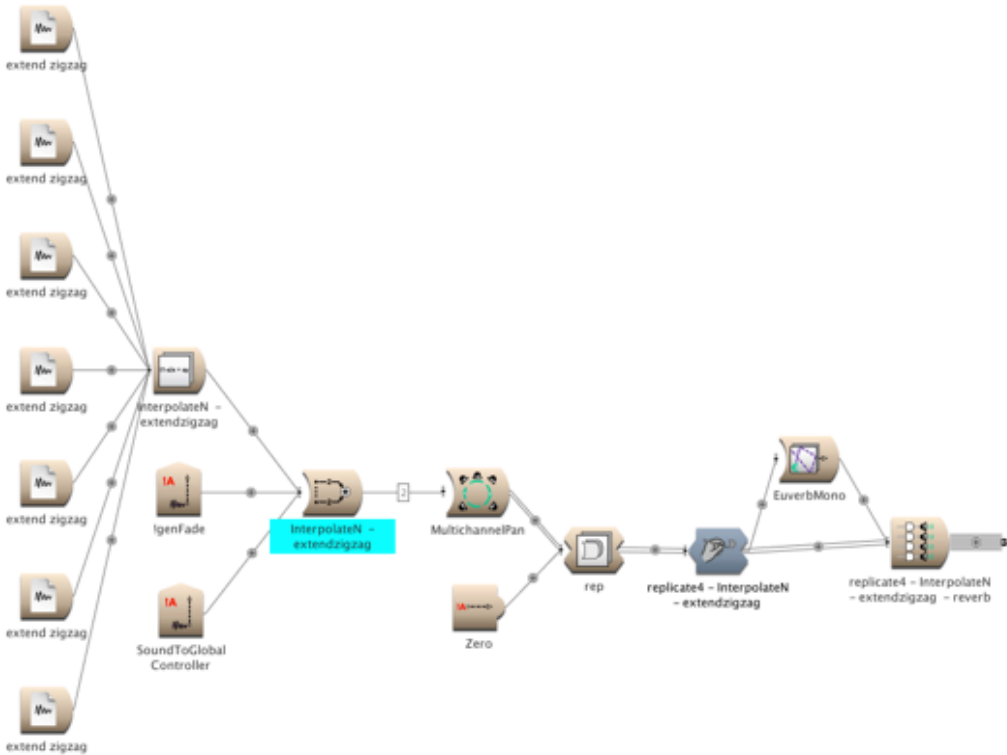 extend zigzag
extend zigzag
extend zigzag
extend zigzag
InterpolateN -
extendzigzag
extend zigzag
!A
!genFade
InterpolateN -
extendzigzag
2
MultichannelPan
EuverbMono
rep
replicate4 - InterpolateN
- extendzigzag
replicate4 - InterpolateN
- extendzigzag - reverb
extend zigzag
!A
SoundToGlobal
Controller
!A
Zero
extend zigzag